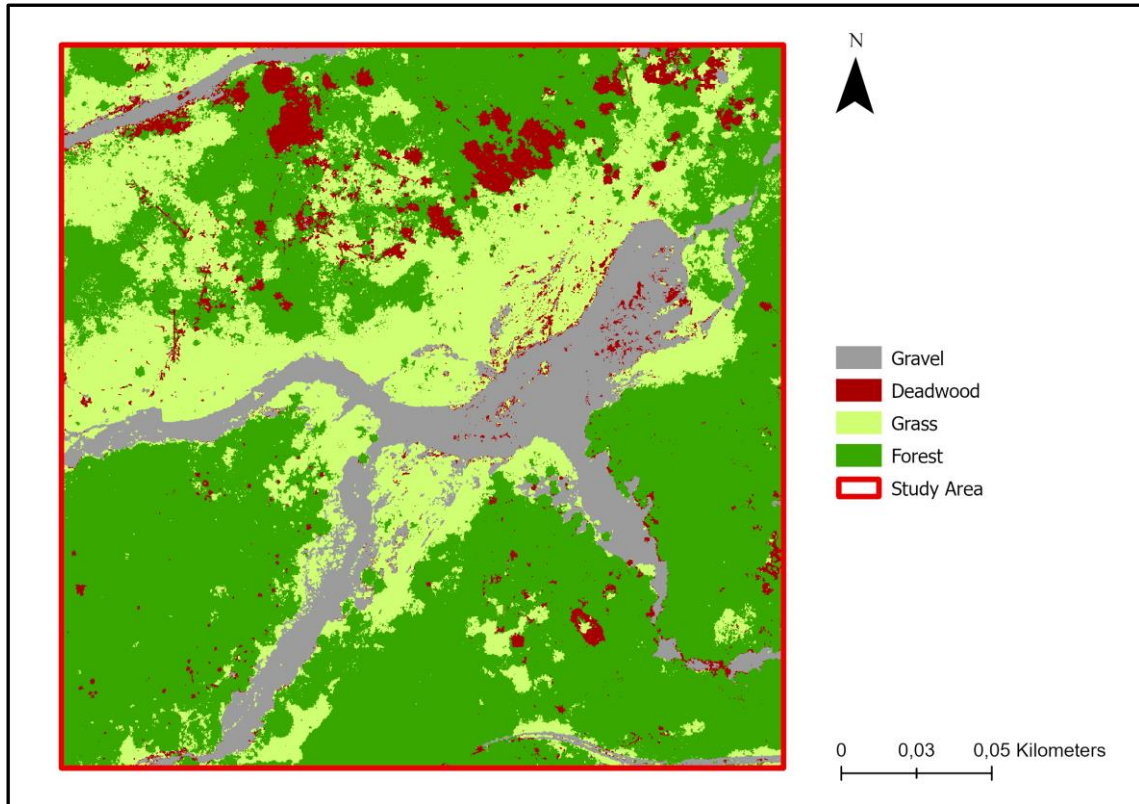 N
Gravel
Deadwood
Grass
Forest
Study Area
0 0,03 0,05 Kilometers